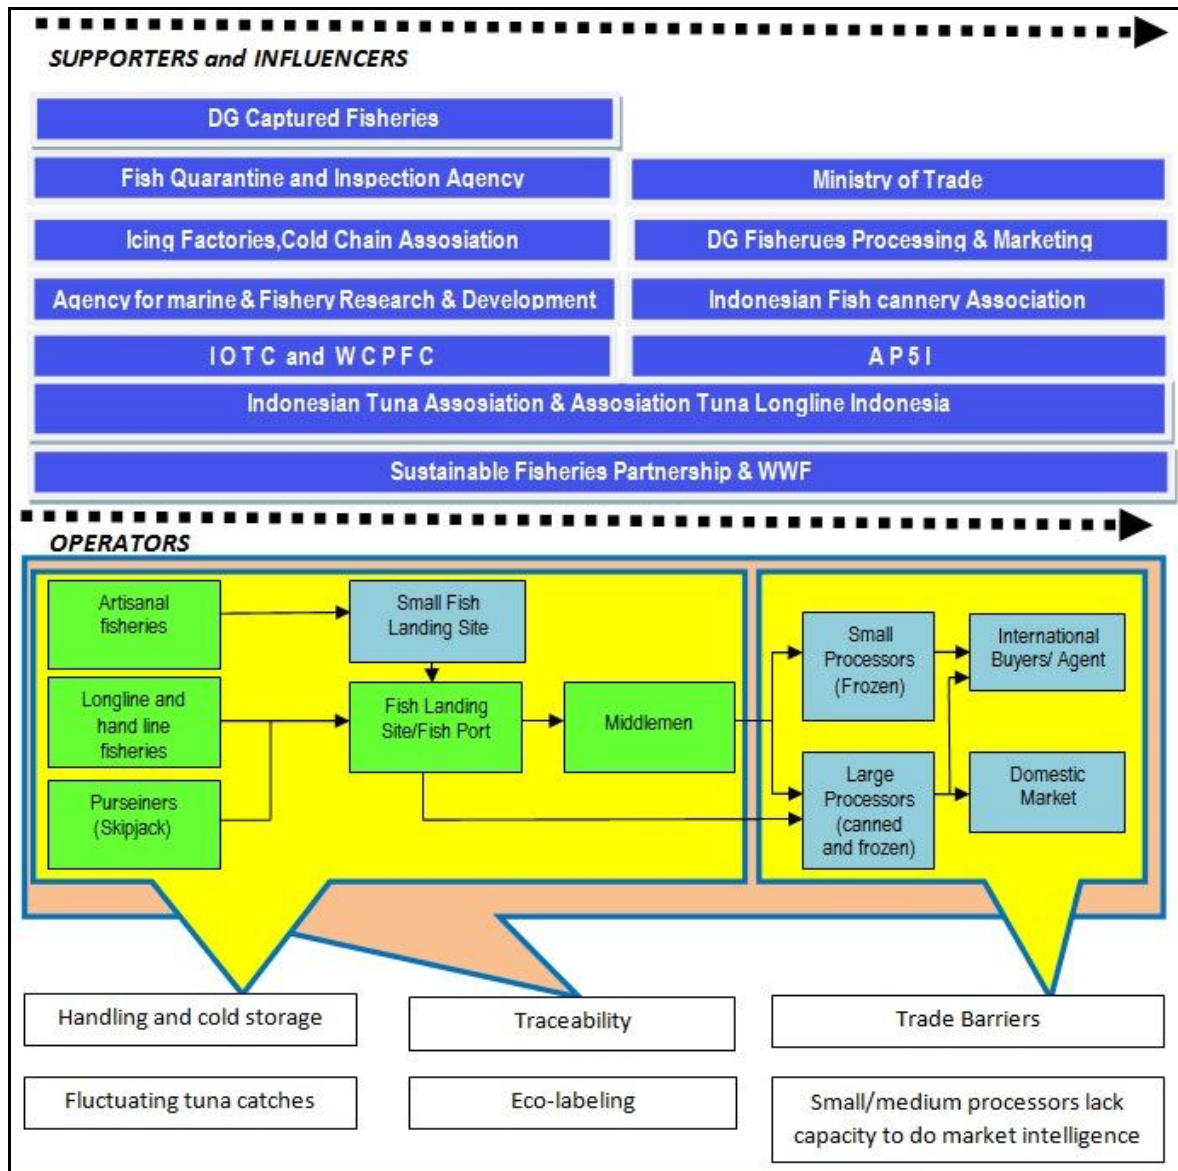 SUPPORTERS and INFLUENCERS
DG Captured Fisheries
Fish Quarantine and Inspection Agency
Ministry of Trade
Icing Factories,Cold Chain Assosiation
DG Fisherues Processing & Marketing
Agency for marine & Fishery Research & Development
Indonesian Fish cannery Association
I O T C and W C P F C
A P 5 I
Indonesian Tuna Assosiation & Assosiation Tuna Longline Indonesia
Sustainable Fisheries Partnership & WWF
OPERATORS
Artisanal
fisheries
Small Fish
Landing Site
Small
Processors
(Frozen)
International
Buyers/ Agent
Longline and
hand line
fisheries
Fish Landing
Site/Fish Port
Middlemen
Purseiners
(Skipjack)
Large
Processors
(canned
and frozen)
Domestic
Market
Handling and cold storage
Traceability
Trade Barriers
Fluctuating tuna catches
Eco-labeling
Small/medium processors lack
capacity to do market intelligence